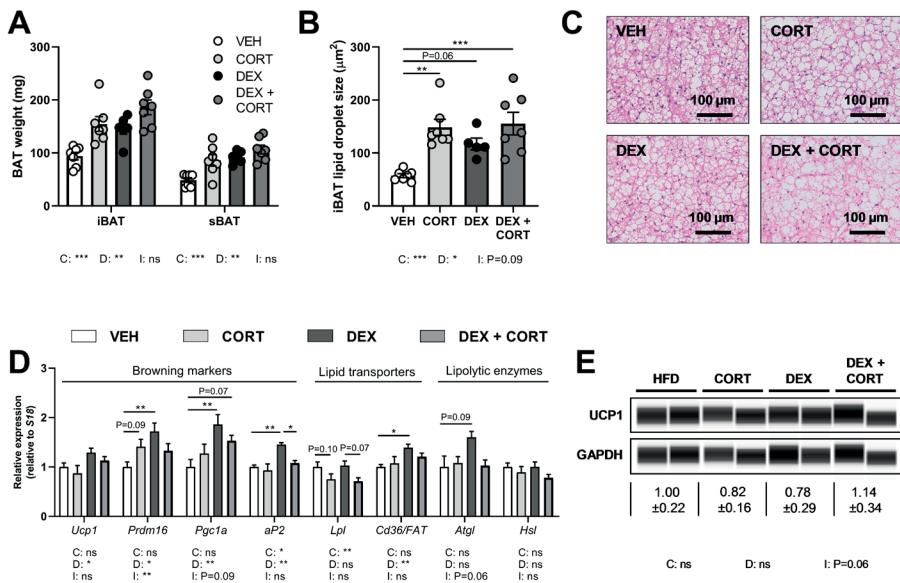 A
BAT weight (mg)
300
200
100
0
VEH
CORT
DEX
DEX +
CORT
iBAT
sBAT
C: ***
D: **
I: ns
C: ***
D: **
I: ns
B
iBAT lipid droplet size (μm²)
300
200
100
0
***
P=0.06
**
VEH
CORT
DEX
DEX +
CORT
C: ***
D: *
I: P=0.09
C
VEH
100 μm
CORT
100 μm
DEX
100 μm
DEX + CORT
100 μm
VEH
CORT
DEX
DEX + CORT
D
Relative expression
(relative to S18)
3
2
1
0
Browning markers
Lipid transporters
Lipolytic enzymes
P=0.09
**
P=0.07
**
**
*
P=0.10
P=0.07
*
P=0.09
Ucp1
Prdm16
Pgc1a
aP2
Lpl
Cd36/FAT
Atgl
Hsl
C: ns
C: ns
C: ns
C: *
C: **
C: ns
C: ns
C: ns
D: *
D: *
D: **
D: **
D: ns
D: **
D: ns
D: ns
I: ns
I: **
I: P=0.09
I: ns
I: ns
I: ns
I: P=0.06
I: ns
E
HFD
CORT
DEX
DEX +
CORT
UCP1
GAPDH
1.00
±0.22
0.82
±0.16
0.78
±0.29
1.14
±0.34
C: ns
D: ns
I: P=0.06